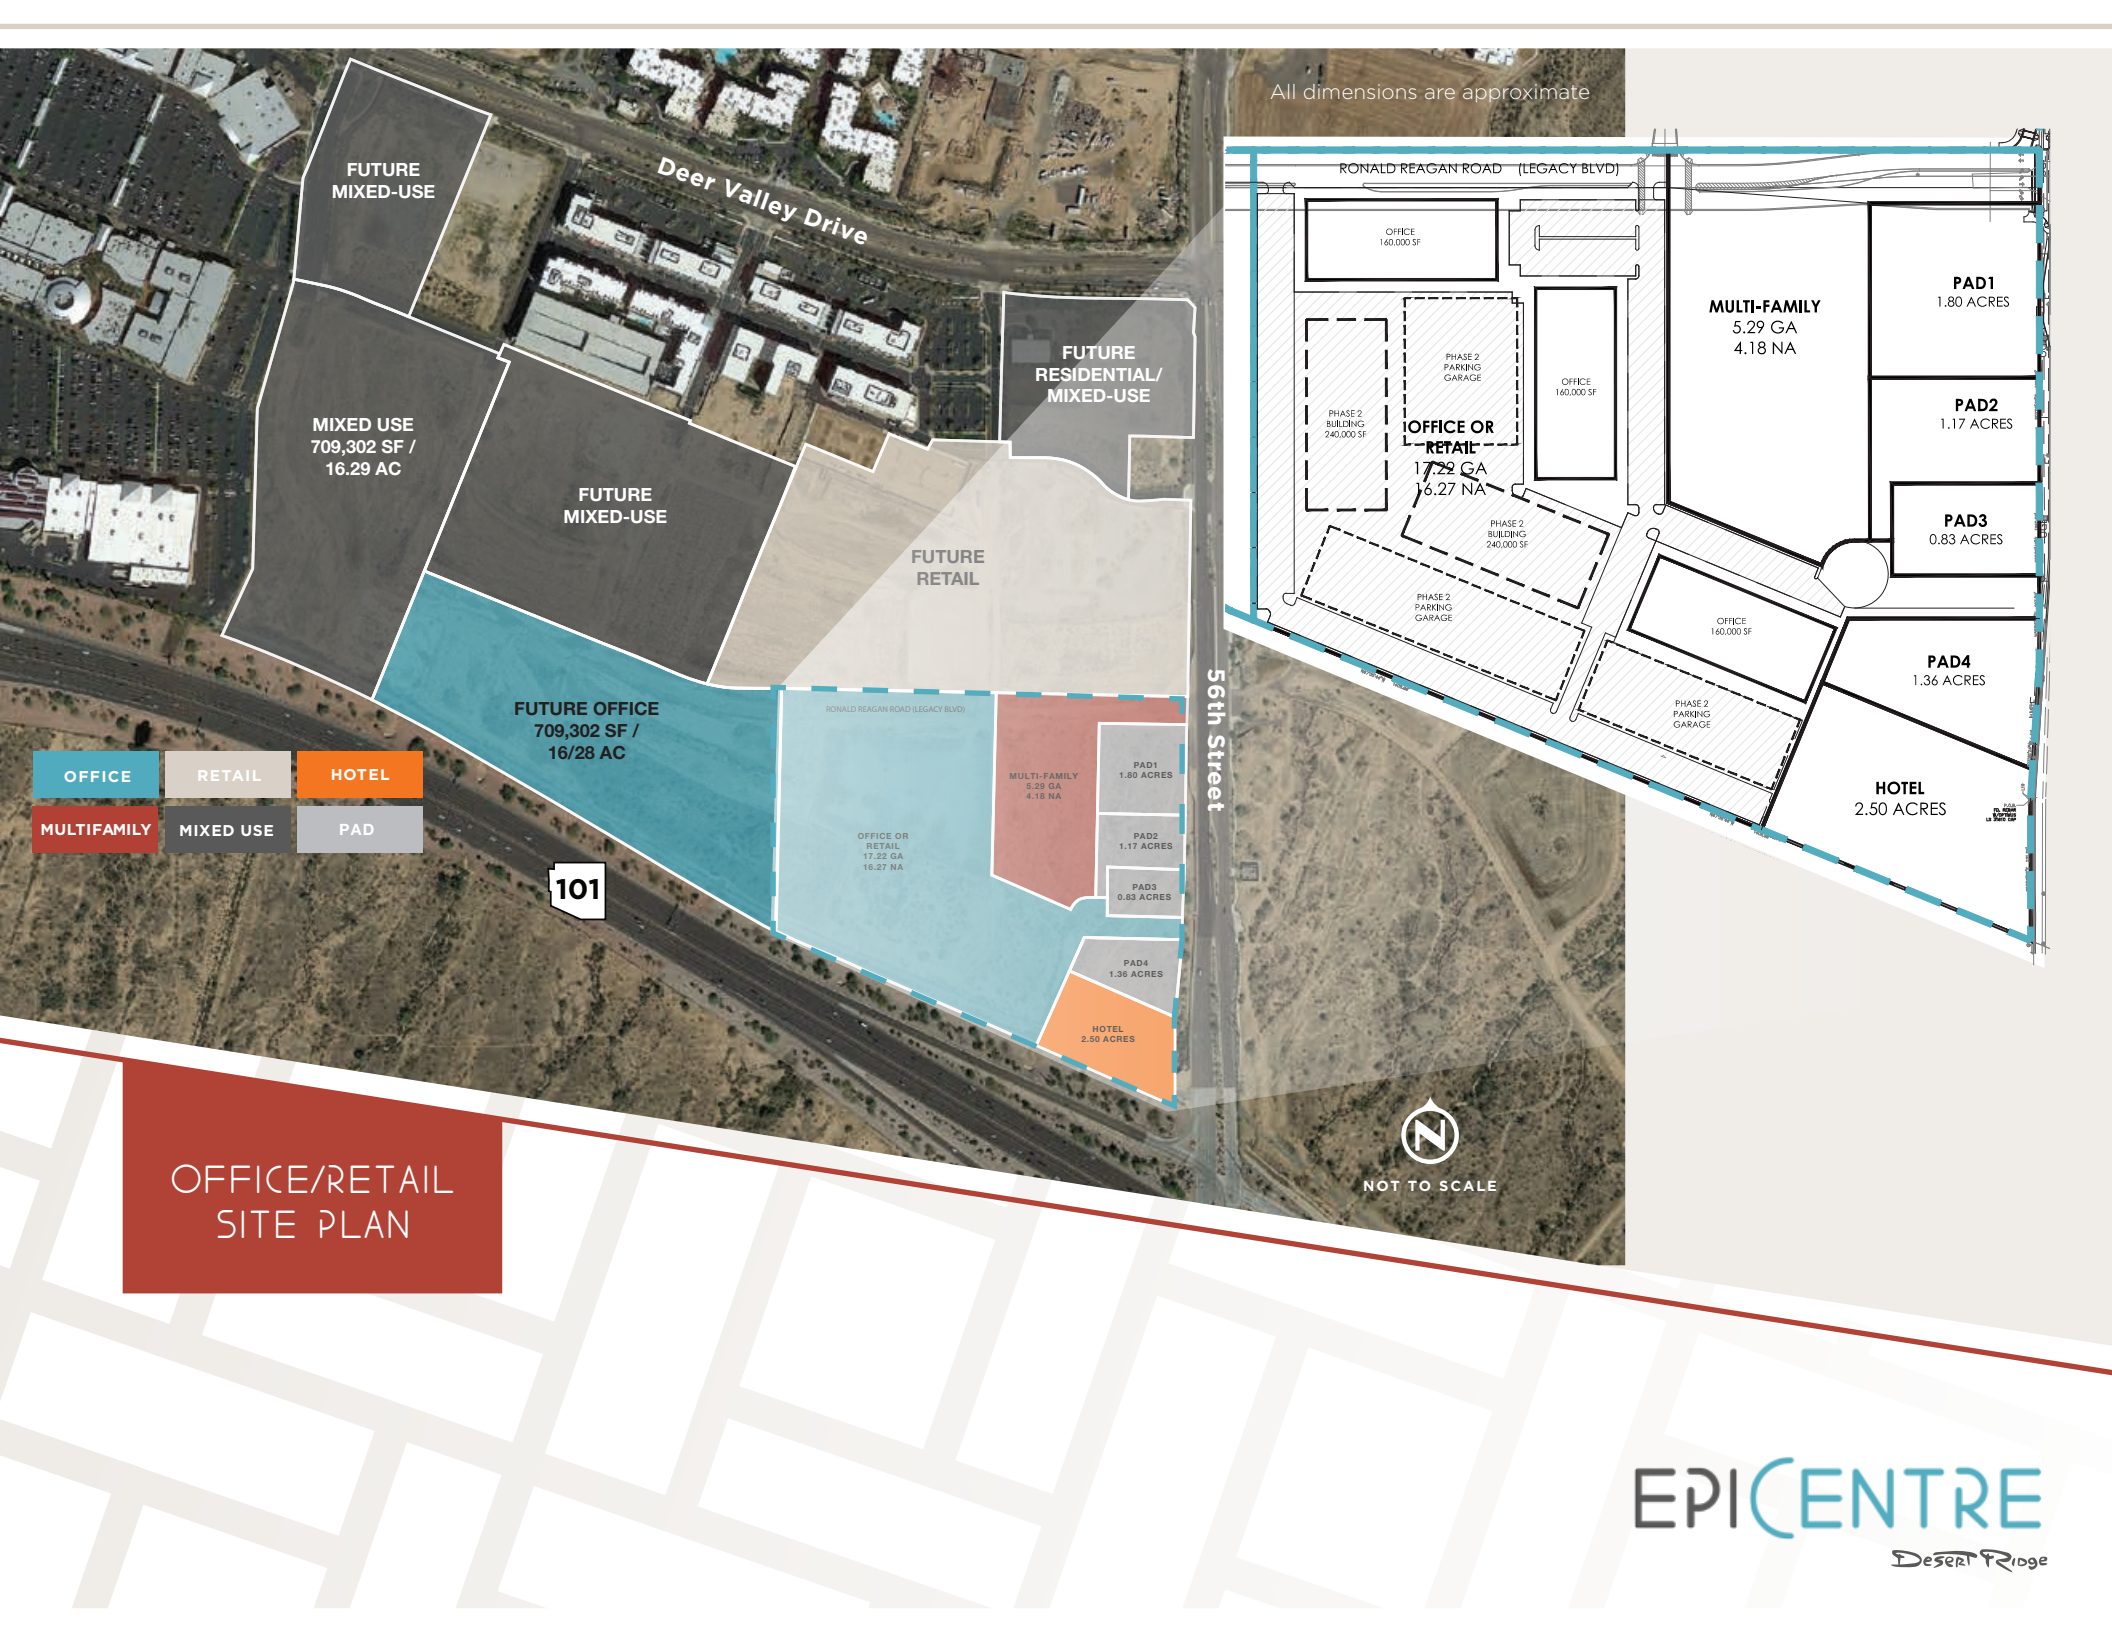 All dimensions are approximate
FUTURE
MIXED-USE
Deer Valley Drive
FUTURE
RESIDENTIAL/
MIXED-USE
MIXED USE
709,302 SF /
16.29 AC
FUTURE
MIXED-USE
FUTURE
RETAIL
FUTURE OFFICE
709,302 SF /
16/28 AC
56th Street
RONALD REAGAN ROAD (LEGACY BLVD)
MULTI-FAMILY
5.29 GA
4.18 NA
PAD1
1.80 ACRES
PAD2
1.17 ACRES
PAD3
0.83 ACRES
OFFICE OR
RETAIL
17.22 GA
16.27 NA
PAD4
1.36 ACRES
HOTEL
2.50 ACRES
OFFICE
RETAIL
HOTEL
MULTIFAMILY
MIXED USE
PAD
101
RONALD REAGAN ROAD (LEGACY BLVD)
OFFICE
160,000 SF
PHASE 2
PARKING
GARAGE
OFFICE
160,000 SF
PHASE 2
BUILDING
240,000 SF
OFFICE OR
RETAIL
17.22 GA
16.27 NA
PHASE 2
BUILDING
240,000 SF
PHASE 2
PARKING
GARAGE
MULTI-FAMILY
5.29 GA
4.18 NA
PAD1
1.80 ACRES
PAD2
1.17 ACRES
PAD3
0.83 ACRES
OFFICE
160,000 SF
PHASE 2
PARKING
GARAGE
PAD4
1.36 ACRES
HOTEL
2.50 ACRES
N
NOT TO SCALE
OFFICE/RETAIL
SITE PLAN
EPICENTRE
Desert Ridge